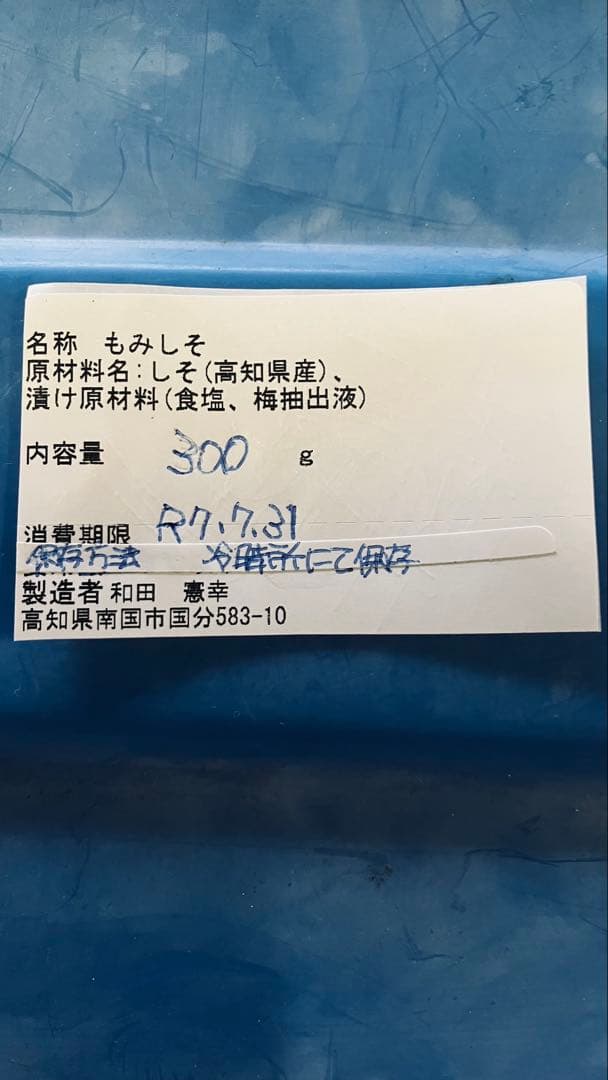 名称　もみしそ
原材料名：しそ（高知県産）、
漬け原材料（食塩、梅抽出液）
内容量　300　g
消費期限　R7.7.31
保存方法　冷暗所にて保存
製造者 和田　憲幸
高知県南国市国分583-10